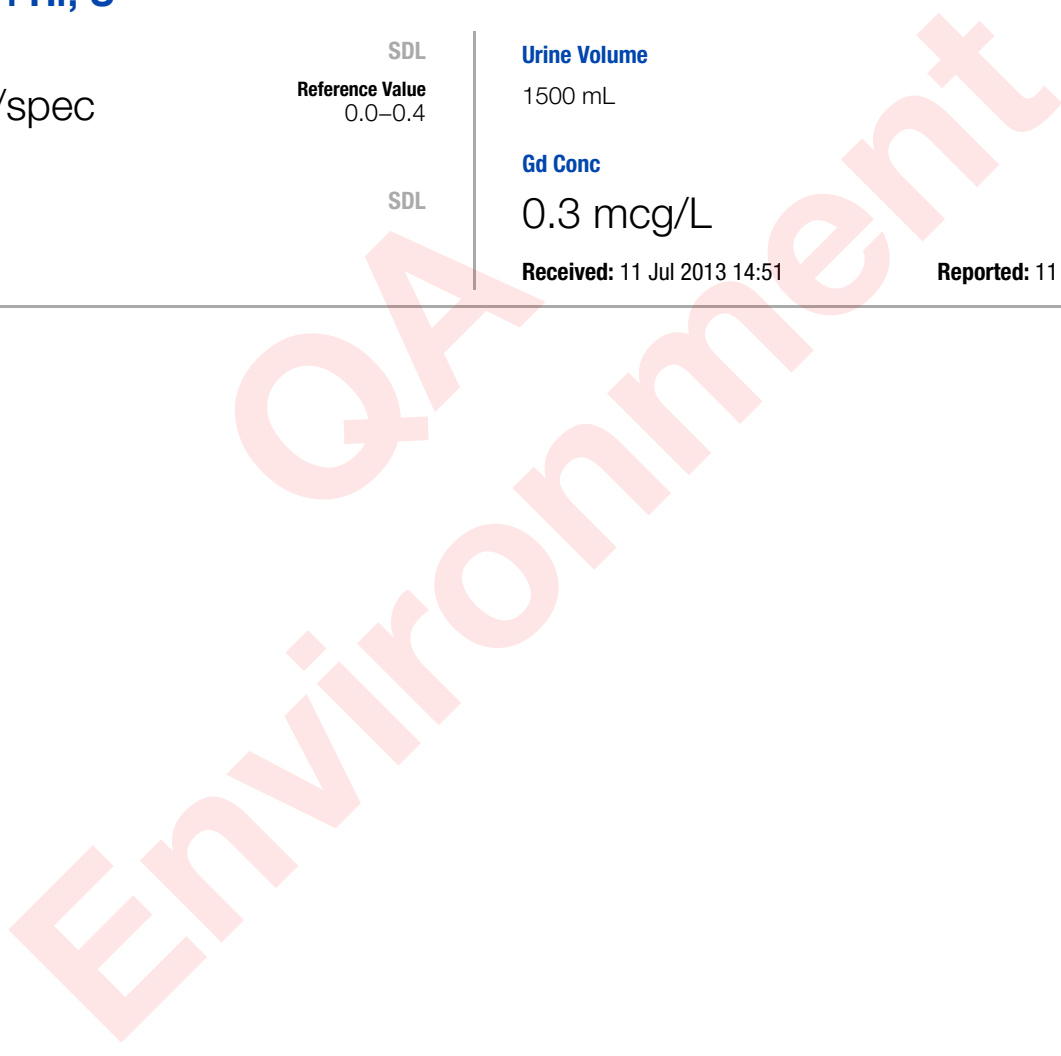 SDL
/spec
Reference Value
0.0–0.4
SDL
Urine Volume
1500 mL
Gd Conc
0.3 mcg/L
Received: 11 Jul 2013 14:51
Reported: 11
QA
Environment